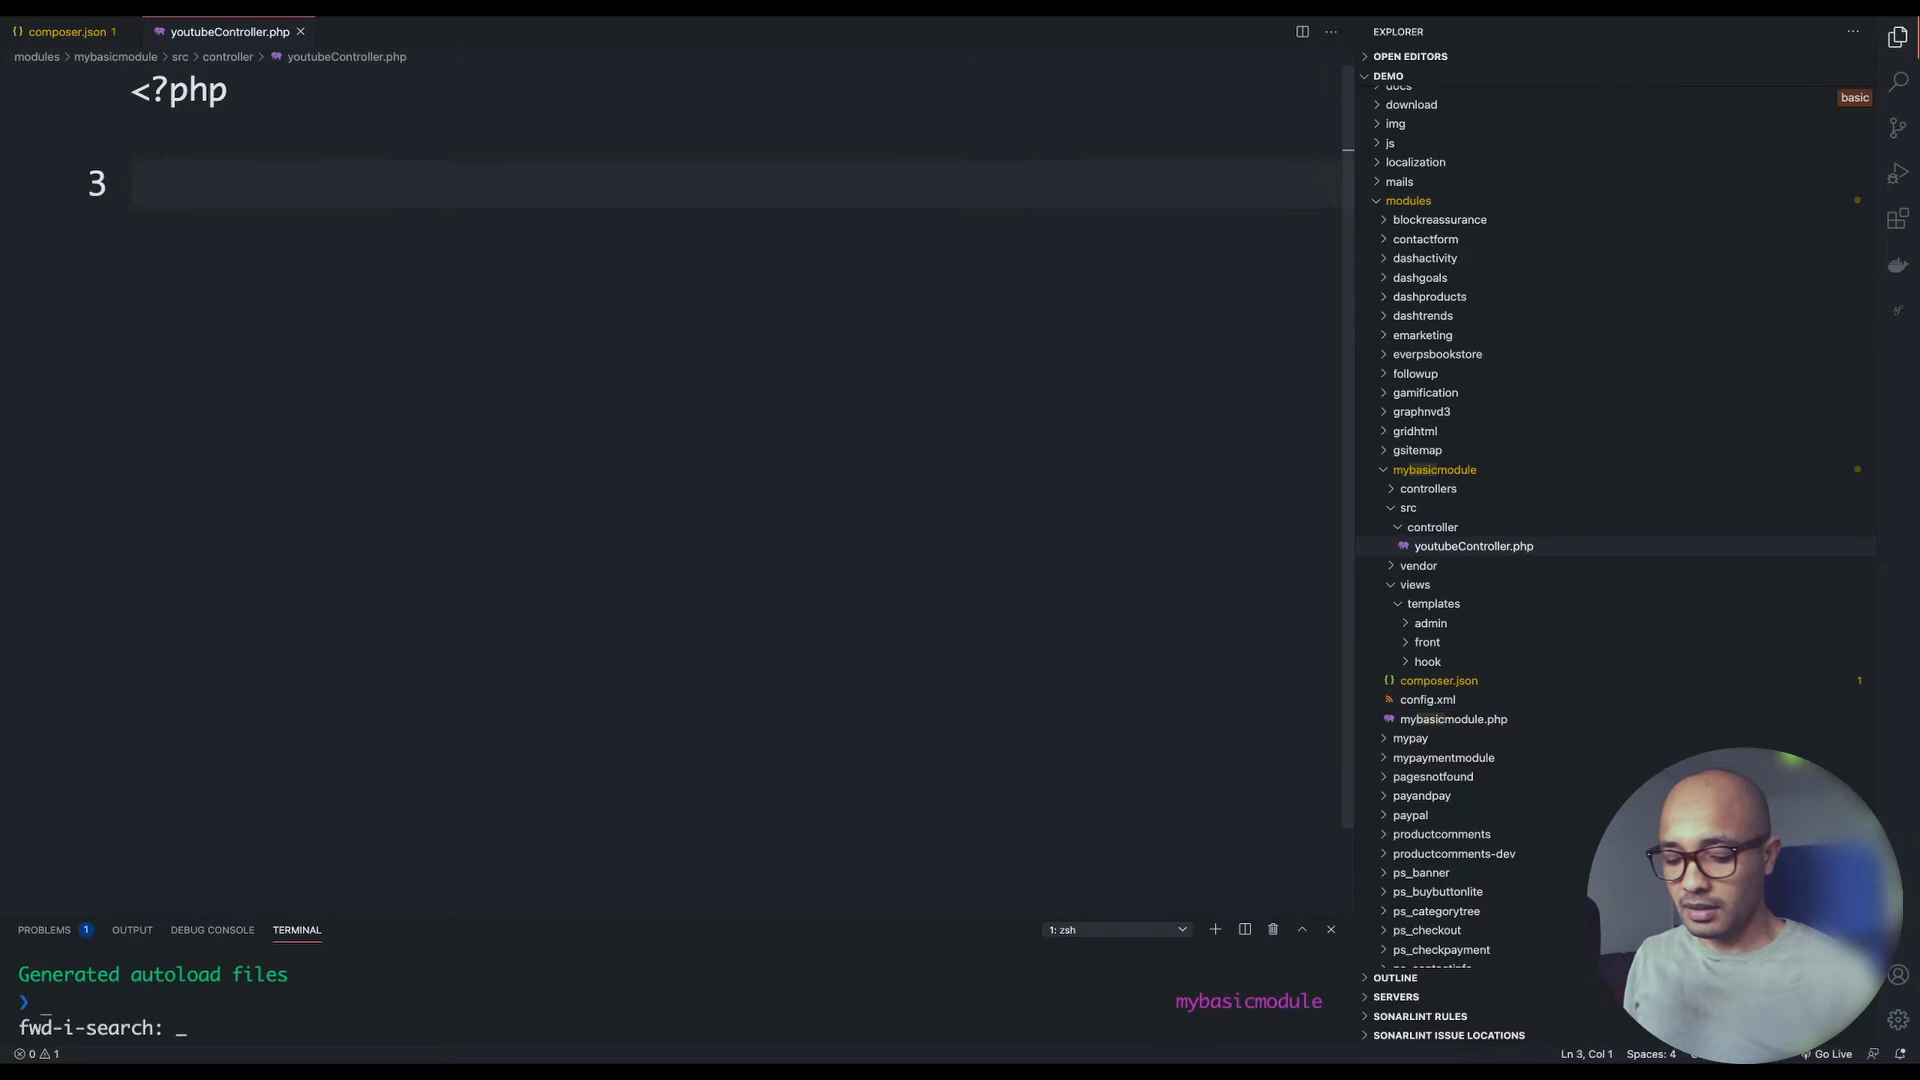 composer.json 1
youtubeController.php
modules > mybasicmodule > src > controller > youtubeController.php
<?php
3
EXPLORER
OPEN EDITORS
DEMO
docs
basic
download
img
js
localization
mails
modules
blockreassurance
contactform
dashactivity
dashgoals
dashproducts
dashtrends
emarketing
everpsbookstore
followup
gamification
graphnvd3
gridhtml
gsitemap
mybasicmodule
controllers
src
controller
youtubeController.php
vendor
views
templates
admin
front
hook
composer.json 1
config.xml
mybasicmodule.php
mypay
mypaymentmodule
pagesnotfound
payandpay
paypal
productcomments
productcomments-dev
ps_banner
ps_buybuttonlite
ps_categorytree
ps_checkout
ps_checkpayment
OUTLINE
SERVERS
SONARLINT RULES
SONARLINT ISSUE LOCATIONS
PROBLEMS 1 OUTPUT DEBUG CONSOLE TERMINAL
1: zsh
Generated autoload files
❯ _
mybasicmodule
fwd-i-search: _
0 1
Ln 3, Col 1 Spaces: 4 Go Live